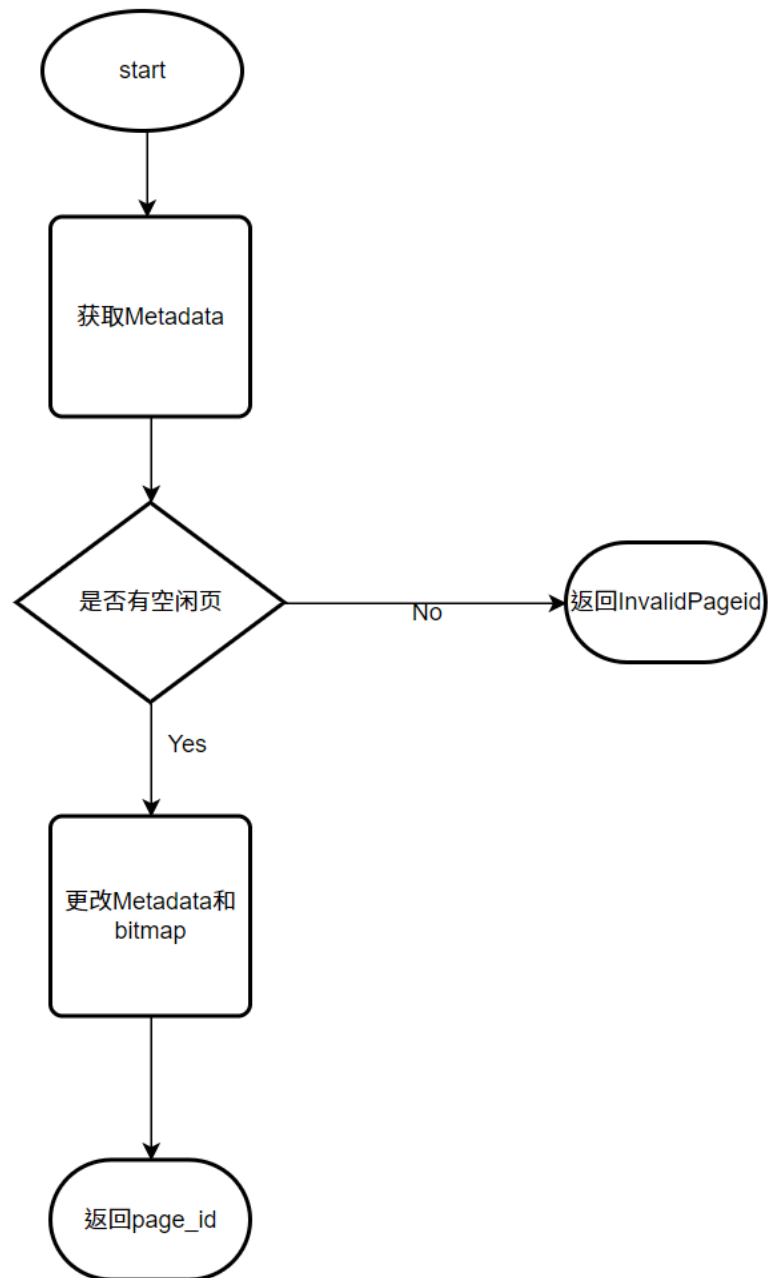 start
获取Metadata
是否有空闲页
No
返回InvalidPageid
Yes
更改Metadata和
bitmap
返回page_id